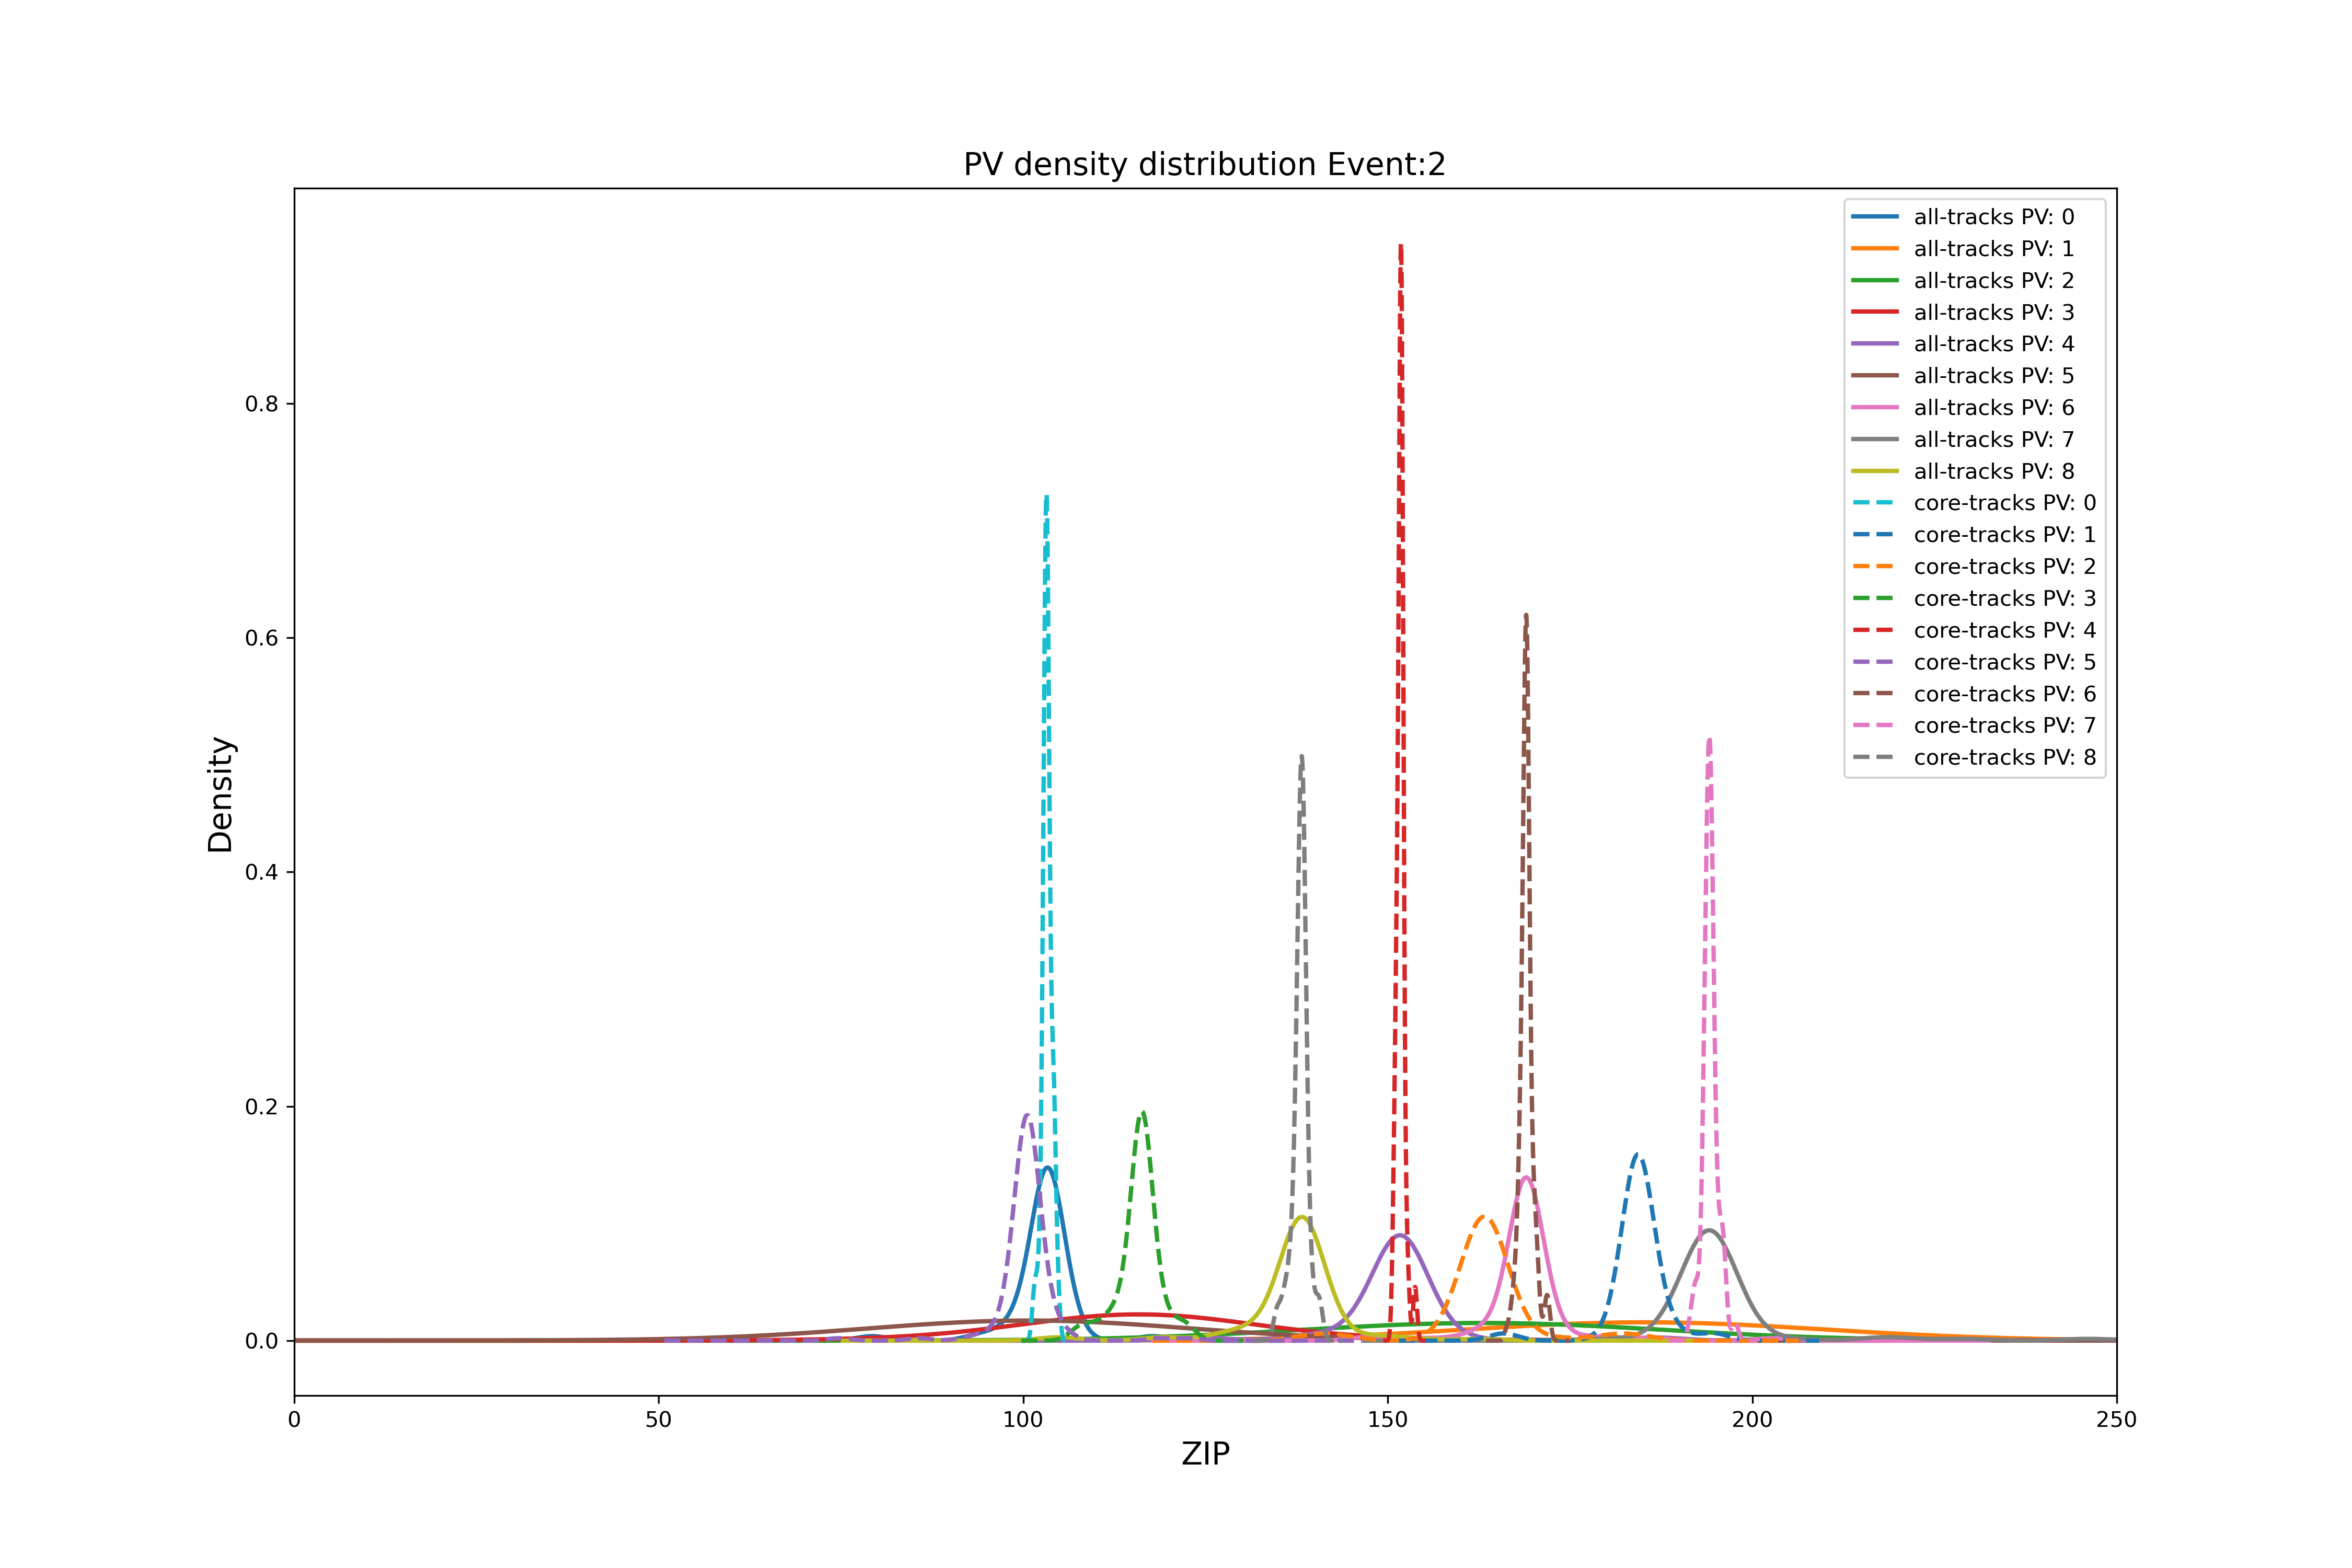 PV density distribution Event:2
all-tracks PV: 0
all-tracks PV: 1
all-tracks PV: 2
all-tracks PV: 3
all-tracks PV: 4
all-tracks PV: 5
all-tracks PV: 6
all-tracks PV: 7
all-tracks PV: 8
core-tracks PV: 0
core-tracks PV: 1
core-tracks PV: 2
core-tracks PV: 3
core-tracks PV: 4
core-tracks PV: 5
core-tracks PV: 6
core-tracks PV: 7
core-tracks PV: 8
Density
0.8
0.6
0.4
0.2
0.0
0 50 100 150 200 250
ZIP